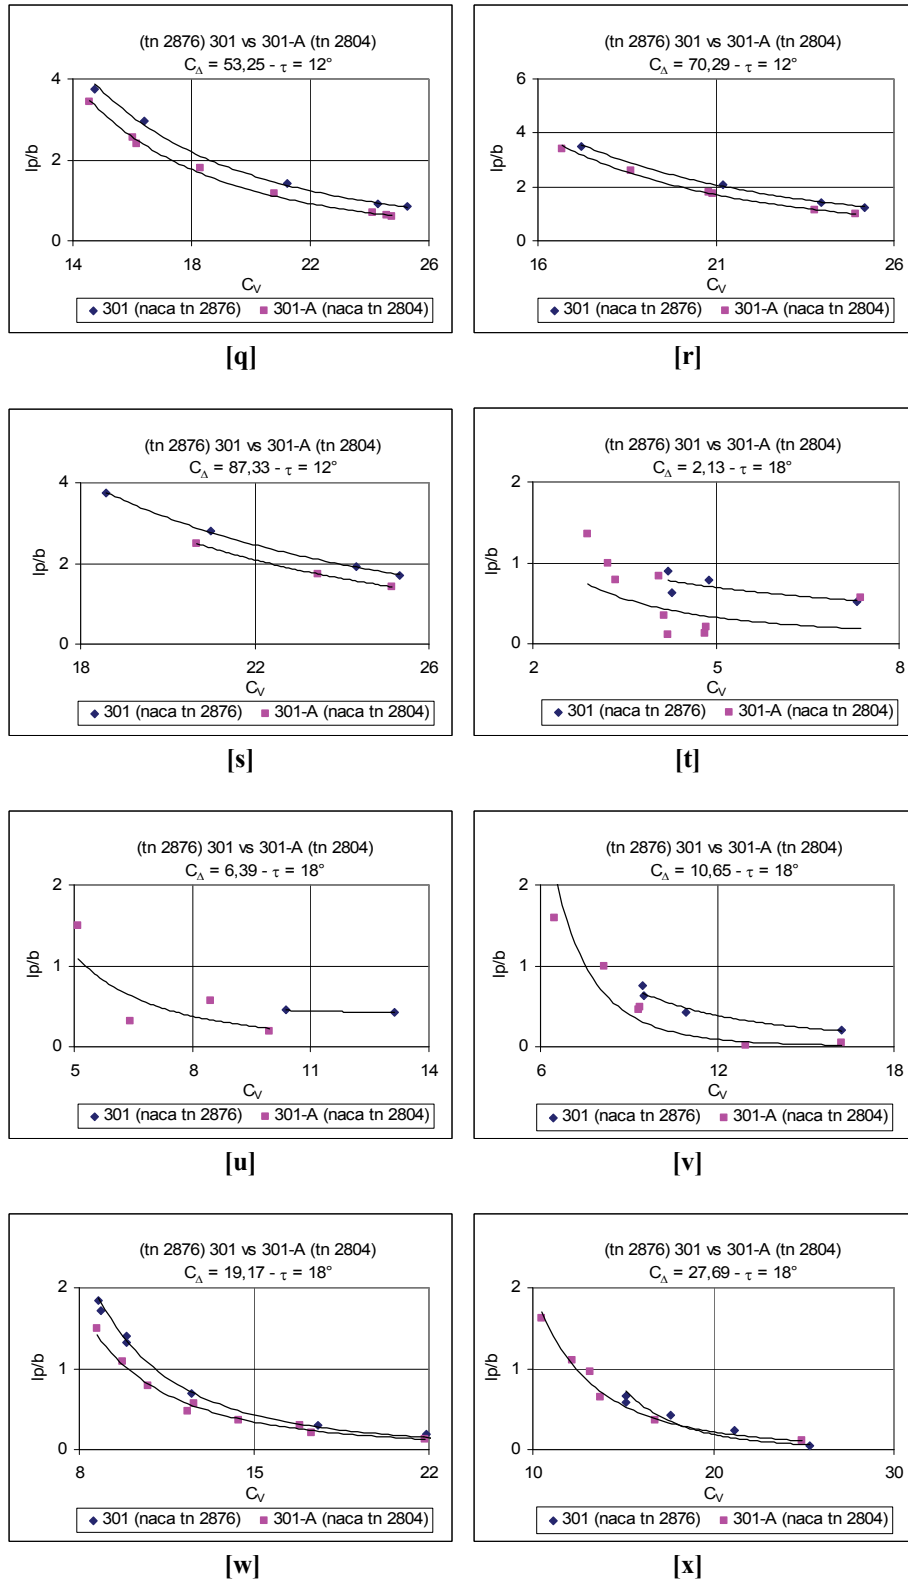 (tn 2876) 301 vs 301-A (tn 2804)
C∆ = 53,25 - τ = 12°
4
2
0
14 18 22 26
lp/b
CV
301 (naca tn 2876) 301-A (naca tn 2804)
[q]
(tn 2876) 301 vs 301-A (tn 2804)
C∆ = 70,29 - τ = 12°
6
4
2
0
16 21 26
lp/b
CV
301 (naca tn 2876) 301-A (naca tn 2804)
[r]
(tn 2876) 301 vs 301-A (tn 2804)
C∆ = 87,33 - τ = 12°
4
2
0
18 22 26
lp/b
CV
301 (naca tn 2876) 301-A (naca tn 2804)
[s]
(tn 2876) 301 vs 301-A (tn 2804)
C∆ = 2,13 - τ = 18°
2
1
0
2 5 8
lp/b
CV
301 (naca tn 2876) 301-A (naca tn 2804)
[t]
(tn 2876) 301 vs 301-A (tn 2804)
C∆ = 6,39 - τ = 18°
2
1
0
5 8 11 14
lp/b
CV
301 (naca tn 2876) 301-A (naca tn 2804)
[u]
(tn 2876) 301 vs 301-A (tn 2804)
C∆ = 10,65 - τ = 18°
2
1
0
6 12 18
lp/b
CV
301 (naca tn 2876) 301-A (naca tn 2804)
[v]
(tn 2876) 301 vs 301-A (tn 2804)
C∆ = 19,17 - τ = 18°
2
1
0
8 15 22
lp/b
CV
301 (naca tn 2876) 301-A (naca tn 2804)
[w]
(tn 2876) 301 vs 301-A (tn 2804)
C∆ = 27,69 - τ = 18°
2
1
0
10 20 30
lp/b
CV
301 (naca tn 2876) 301-A (naca tn 2804)
[x]